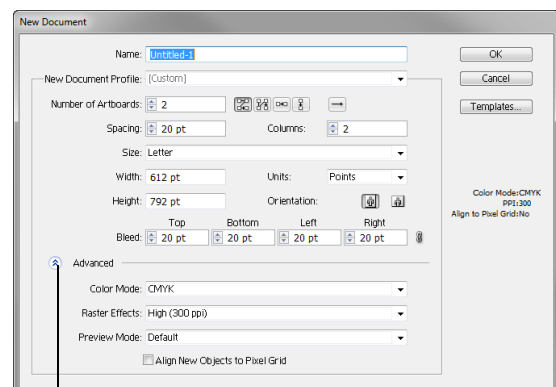 New Document
Name: Untitled-1
OK
New Document Profile: [Custom]
Cancel
Number of Artboards: 2
Templates...
Spacing: 20 pt Columns: 2
Size: Letter
Width: 612 pt Units: Points
Color Mode:CMYK
PPI:300
Align to Pixel Grid:No
Height: 792 pt Orientation:
Top Bottom Left Right
Bleed: 20 pt 20 pt 20 pt 20 pt
Advanced
Color Mode: CMYK
Raster Effects: High (300 ppi)
Preview Mode: Default
Align New Objects to Pixel Grid